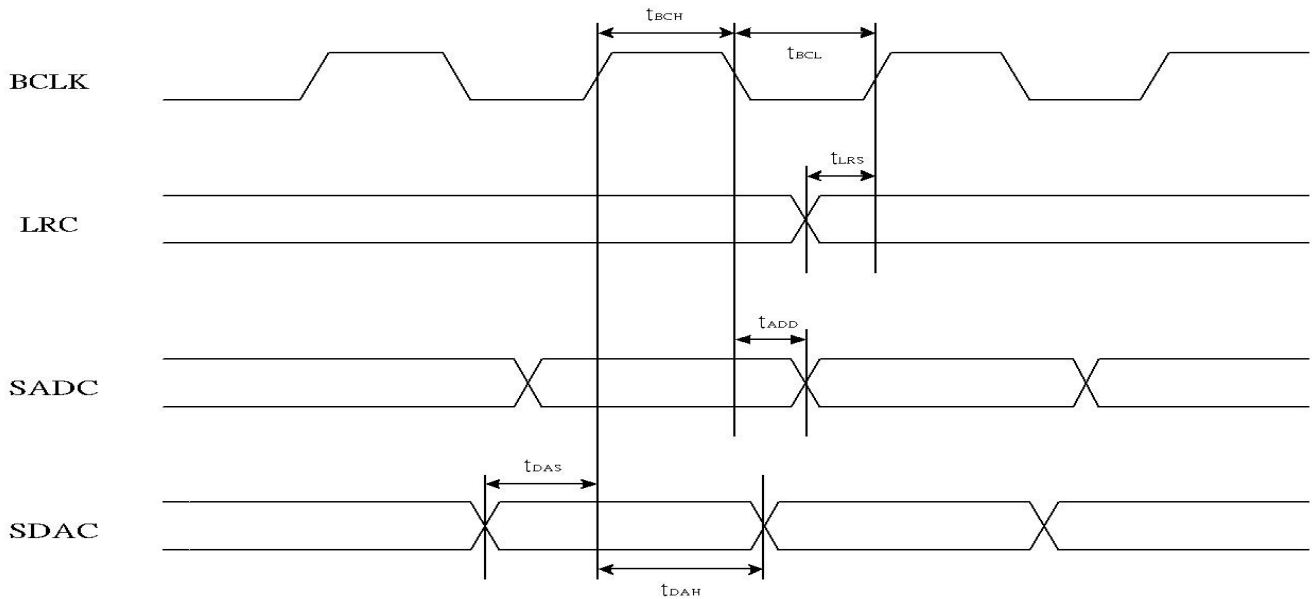 tBCH
tBCL
BCLK
tLRS
LRC
tADD
SADC
tDAS
SDAC
tDAH